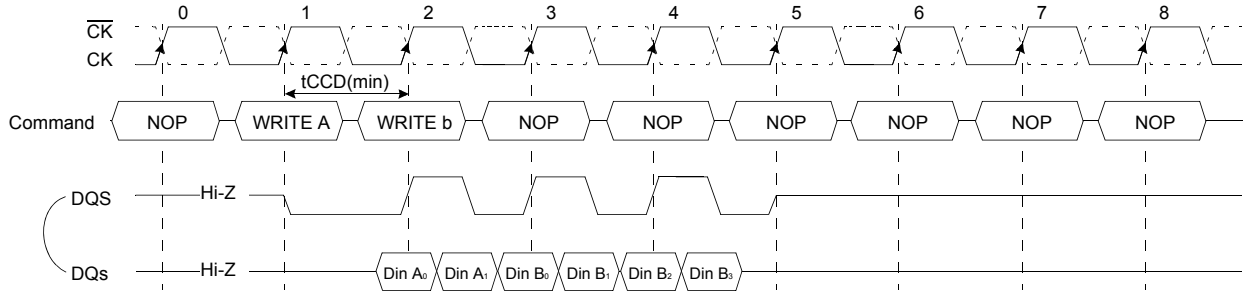 0 1 2 3 4 5 6 7 8
CK
CK
tCCD(min)
Command NOP WRITE A WRITE b NOP NOP NOP NOP NOP NOP
DQS Hi-Z
DQs Hi-Z Din A₀ Din A₁ Din B₀ Din B₁ Din B₂ Din B₃